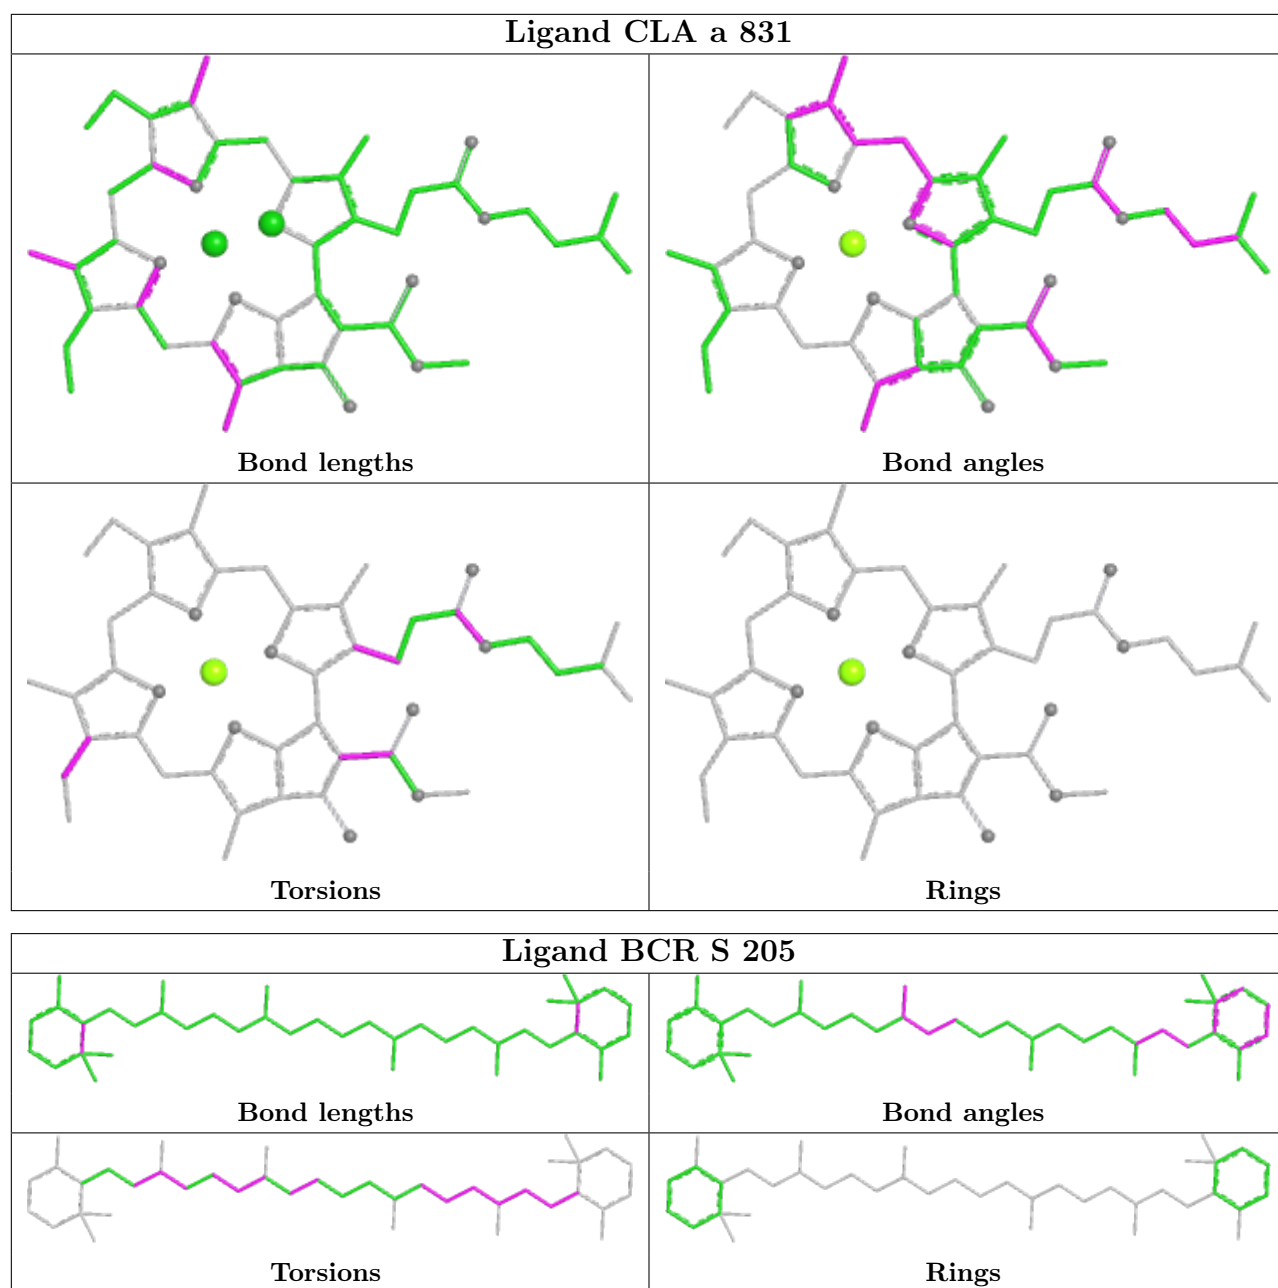 Ligand CLA a 831
Bond lengths
Bond angles
Torsions
Rings
Ligand BCR S 205
Bond lengths
Bond angles
Torsions
Rings